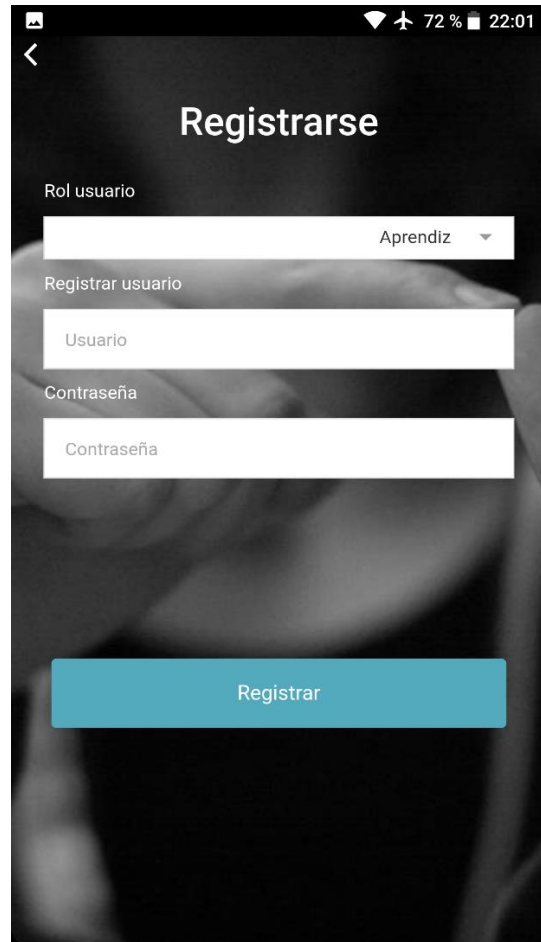 72 % 22:01
Registrarse
Rol usuario
Aprendiz
Registrar usuario
Usuario
Contraseña
Contraseña
Registrar